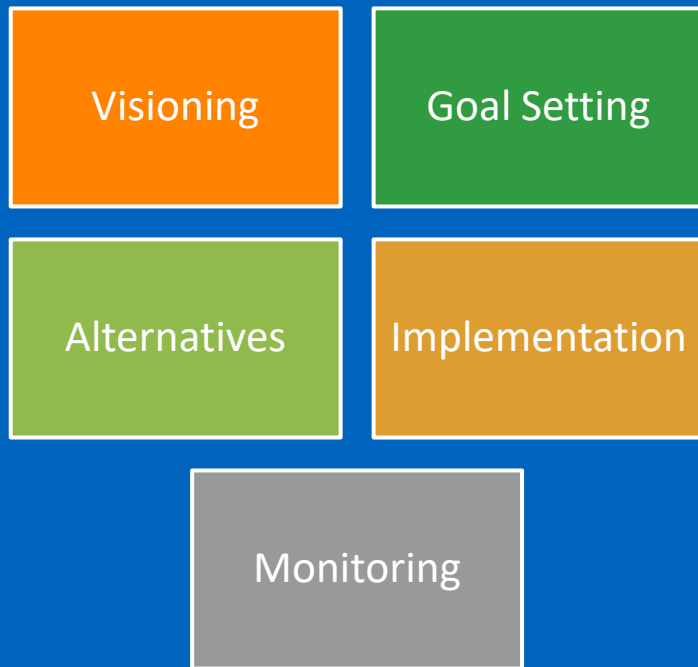 Visioning
Goal Setting
Alternatives
Implementation
Monitoring